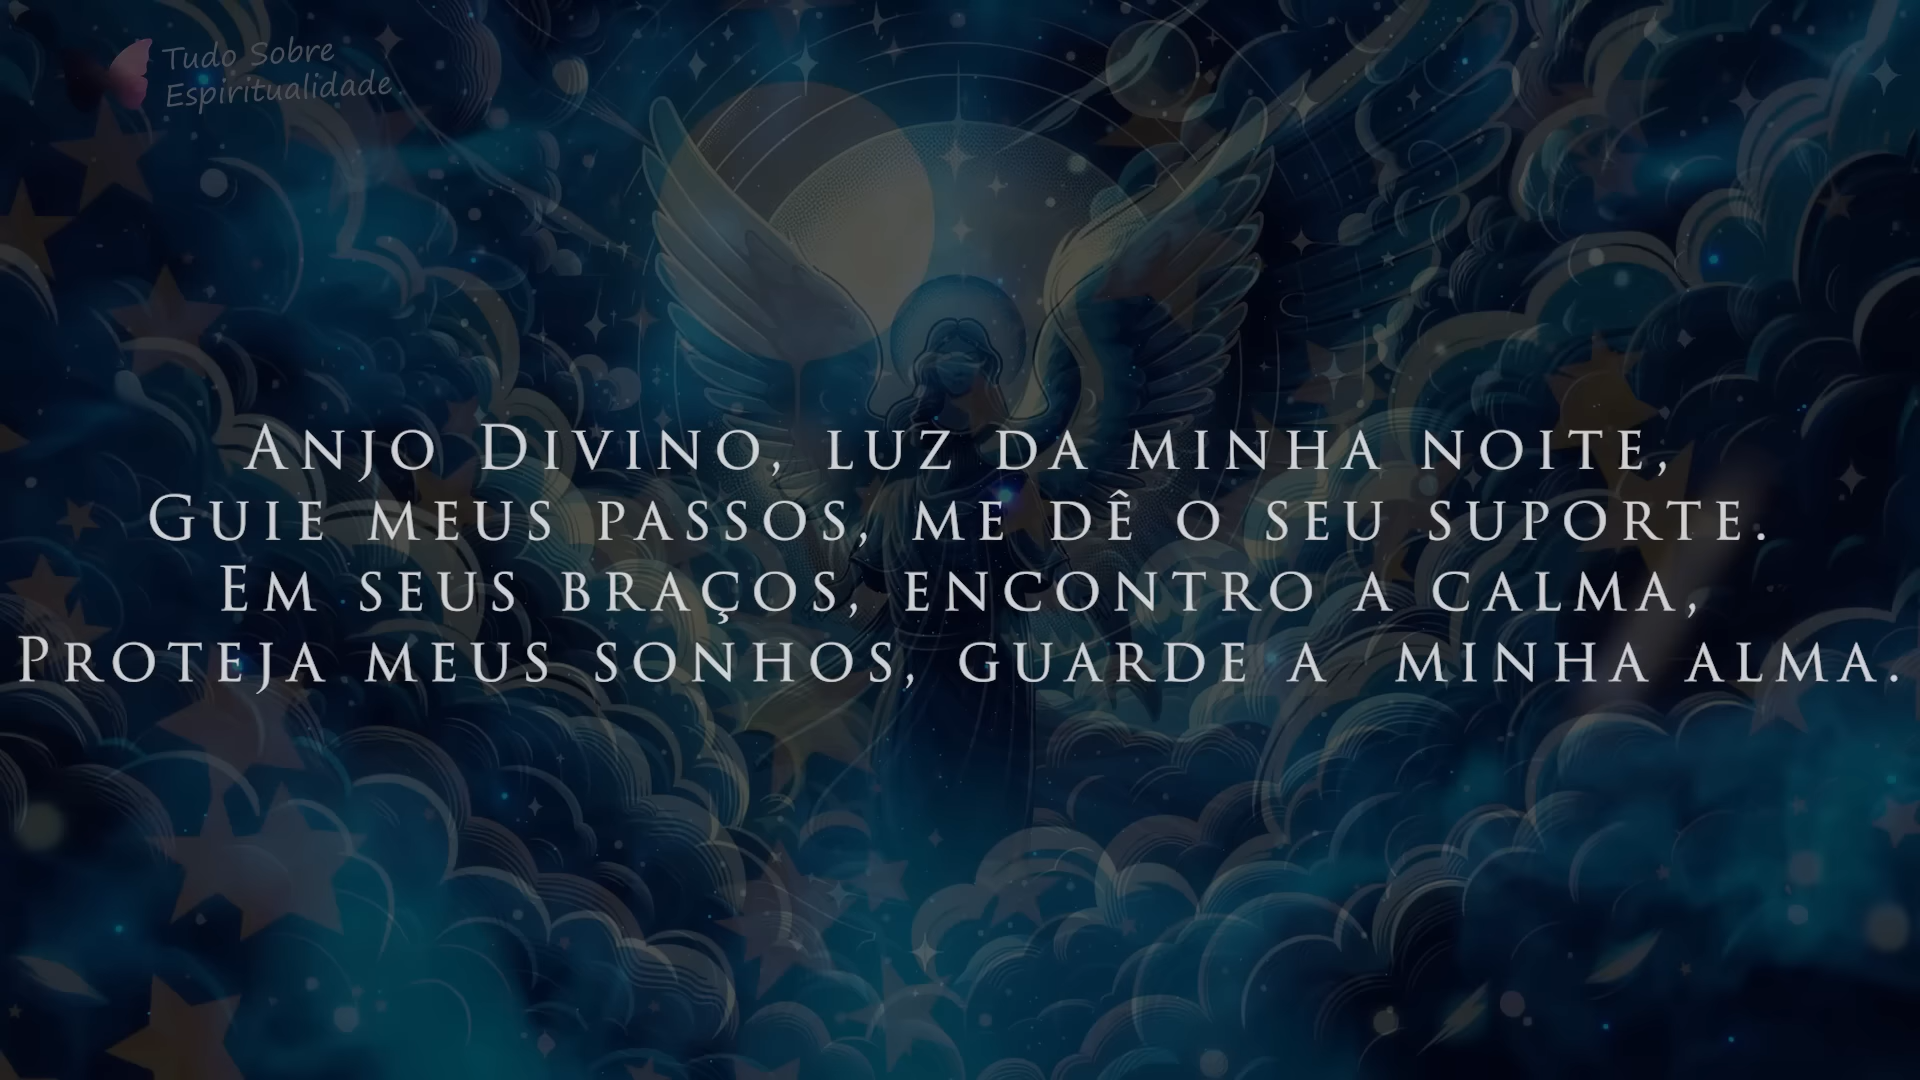 Tudo Sobre
Espiritualidade
Anjo Divino, luz da minha noite,
Guie meus passos, me dê o seu suporte.
Em seus braços, encontro a calma,
Proteja meus sonhos, guarde a  minha alma.